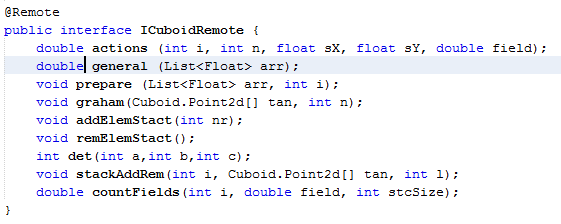 @Remote
public interface ICuboidRemote {
double actions (int i, int n, float sX, float sY, double field);
double general (List<Float> arr);
void prepare (List<Float> arr, int i);
void graham(Cuboid.Point2d[] tan, int n);
void addElemStact(int nr);
void remElemStact();
int det(int a,int b,int c);
void stackAddRem(int i, Cuboid.Point2d[] tan, int l);
double countFields(int i, double field, int stcSize);
}